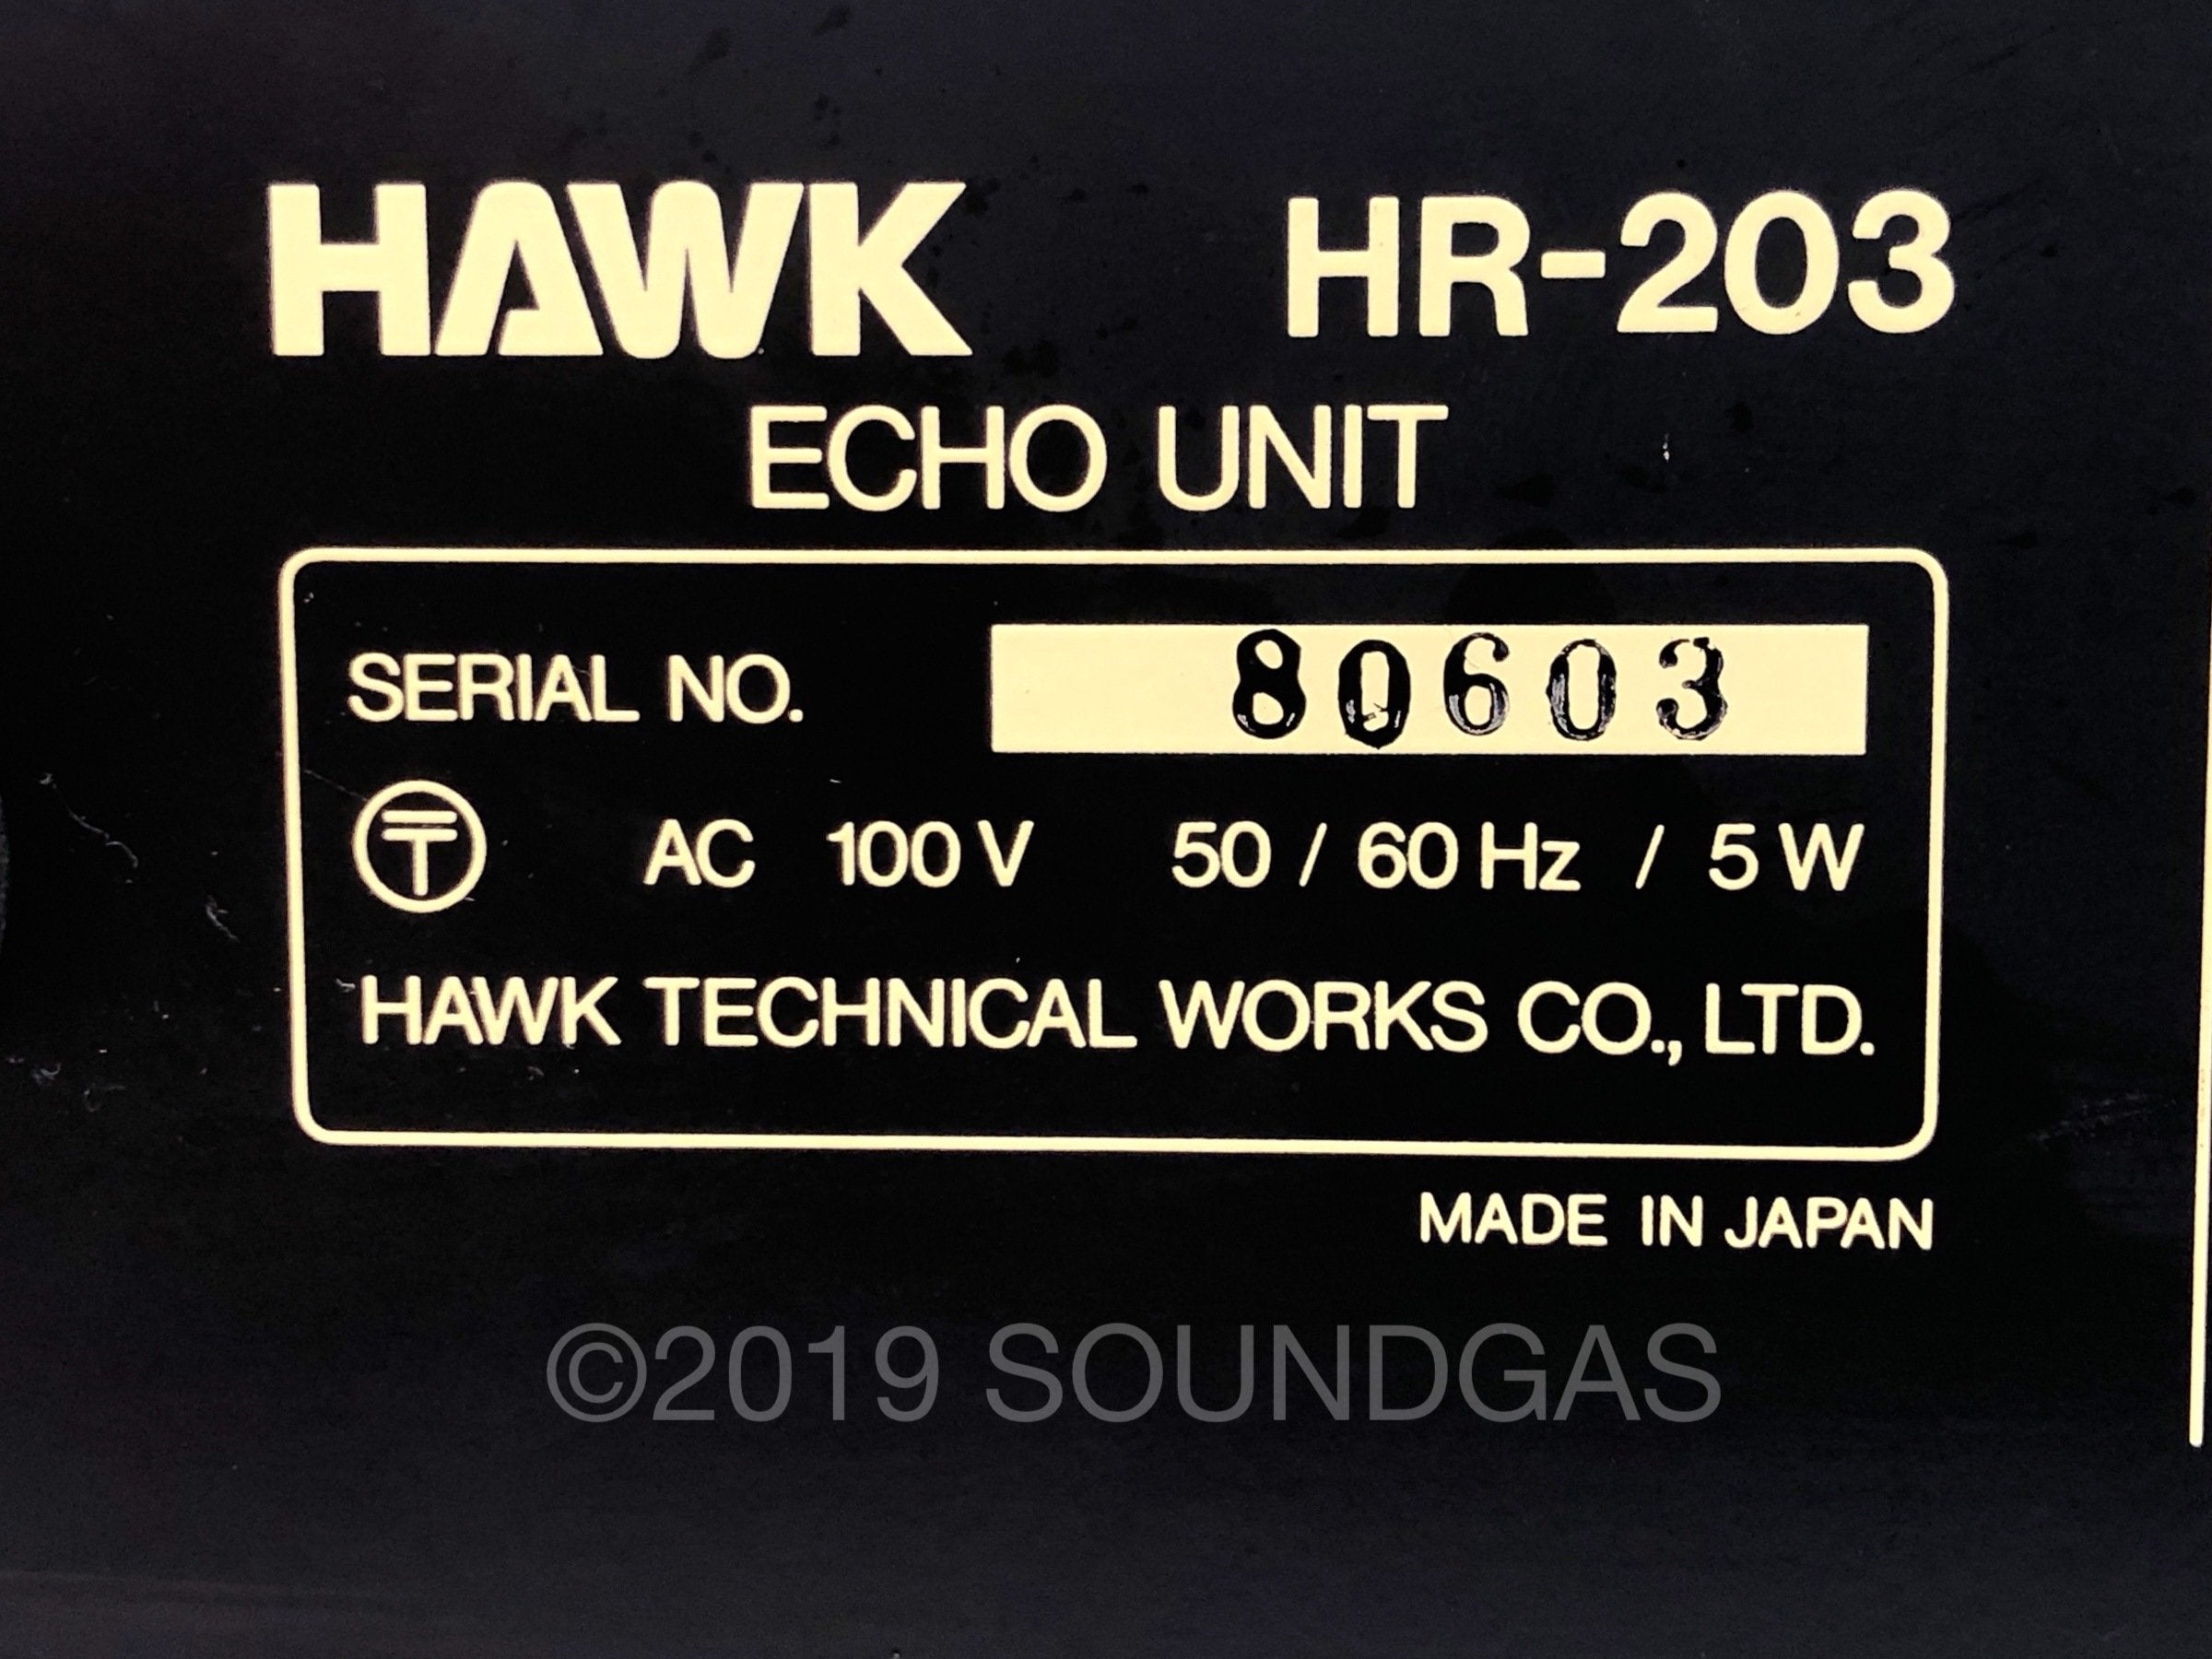 HAWK HR-203
ECHO UNIT
SERIAL NO. 80603
〒 AC 100 V 50 / 60 Hz / 5 W
HAWK TECHNICAL WORKS CO., LTD.
MADE IN JAPAN
©2019 SOUNDGAS